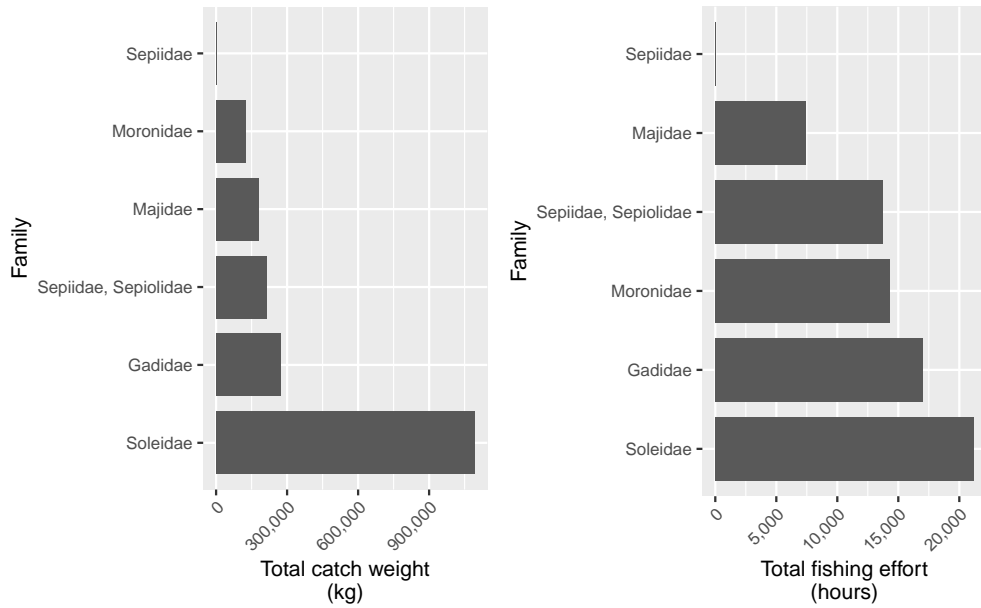 Family
Sepiidae
Moronidae
Majidae
Sepiidae, Sepiolidae
Gadidae
Soleidae
0
300,000
600,000
900,000
Total catch weight
(kg)
Family
Sepiidae
Majidae
Sepiidae, Sepiolidae
Moronidae
Gadidae
Soleidae
0
5,000
10,000
15,000
20,000
Total fishing effort
(hours)